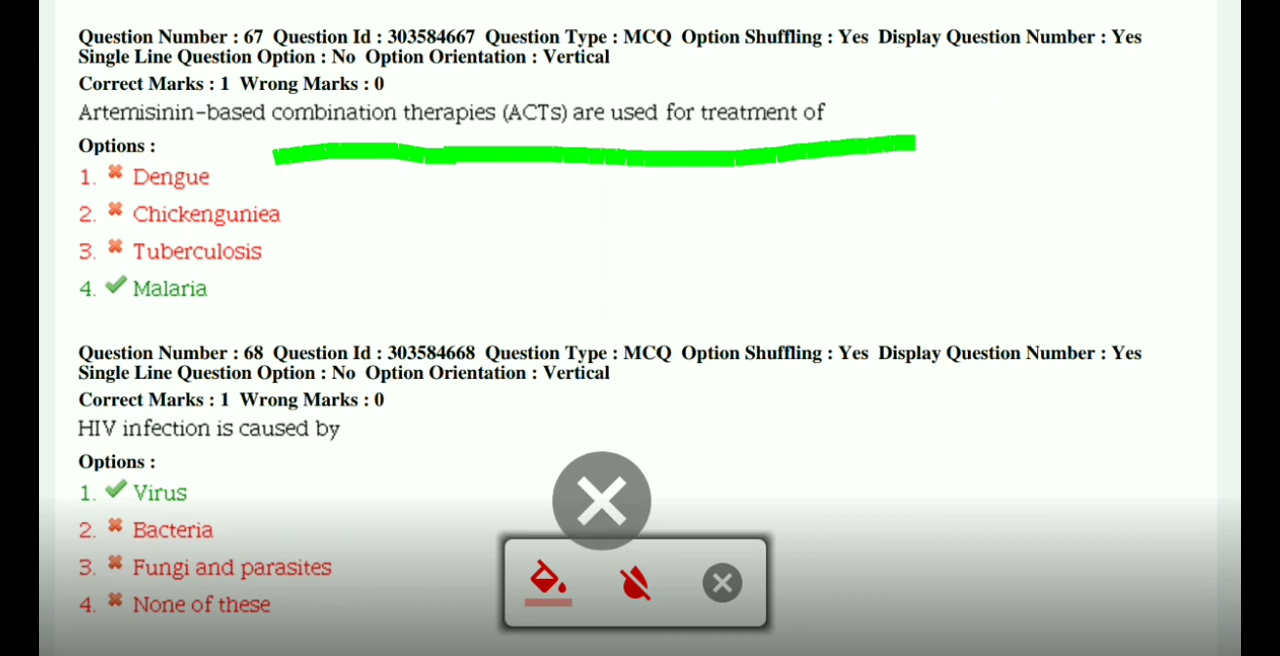 Question Number : 67 Question Id : 303584667 Question Type : MCQ Option Shuffling : Yes Display Question Number : Yes
Single Line Question Option : No Option Orientation : Vertical
Correct Marks : 1 Wrong Marks : 0
Artemisinin-based combination therapies (ACTs) are used for treatment of
Options :
1. Dengue
2. Chickenguniea
3. Tuberculosis
4. Malaria
Question Number : 68 Question Id : 303584668 Question Type : MCQ Option Shuffling : Yes Display Question Number : Yes
Single Line Question Option : No Option Orientation : Vertical
Correct Marks : 1 Wrong Marks : 0
HIV infection is caused by
Options :
1. Virus
2. Bacteria
3. Fungi and parasites
4. None of these